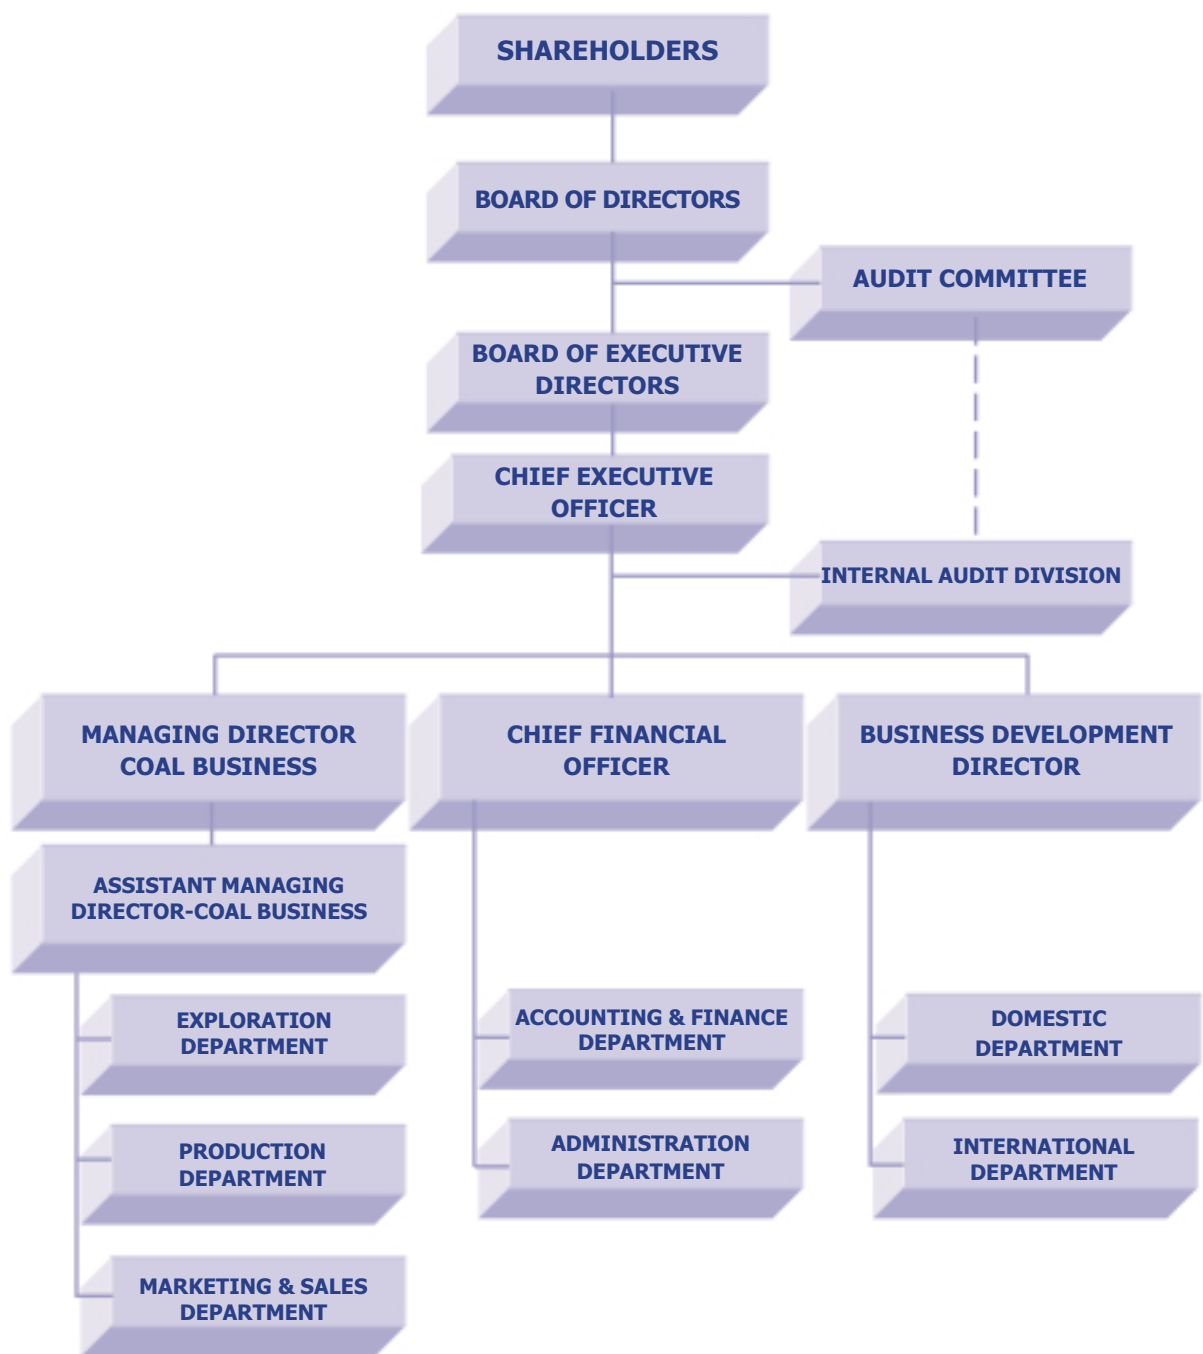 SHAREHOLDERS
BOARD OF DIRECTORS
AUDIT COMMITTEE
BOARD OF EXECUTIVE
DIRECTORS
CHIEF EXECUTIVE
OFFICER
INTERNAL AUDIT DIVISION
MANAGING DIRECTOR
COAL BUSINESS
CHIEF FINANCIAL
OFFICER
BUSINESS DEVELOPMENT
DIRECTOR
ASSISTANT MANAGING
DIRECTOR-COAL BUSINESS
EXPLORATION
DEPARTMENT
ACCOUNTING & FINANCE
DEPARTMENT
DOMESTIC
DEPARTMENT
PRODUCTION
DEPARTMENT
ADMINISTRATION
DEPARTMENT
INTERNATIONAL
DEPARTMENT
MARKETING & SALES
DEPARTMENT